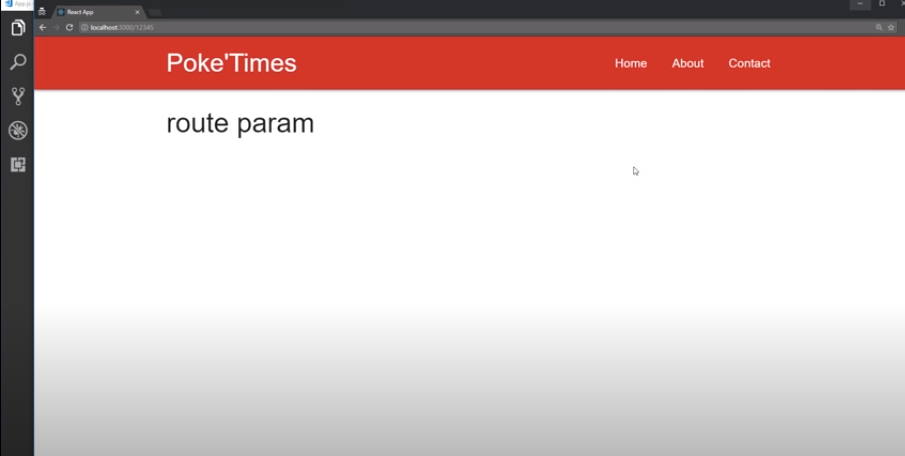 React App
localhost:3000/12345
Poke'Times
Home About Contact
route param